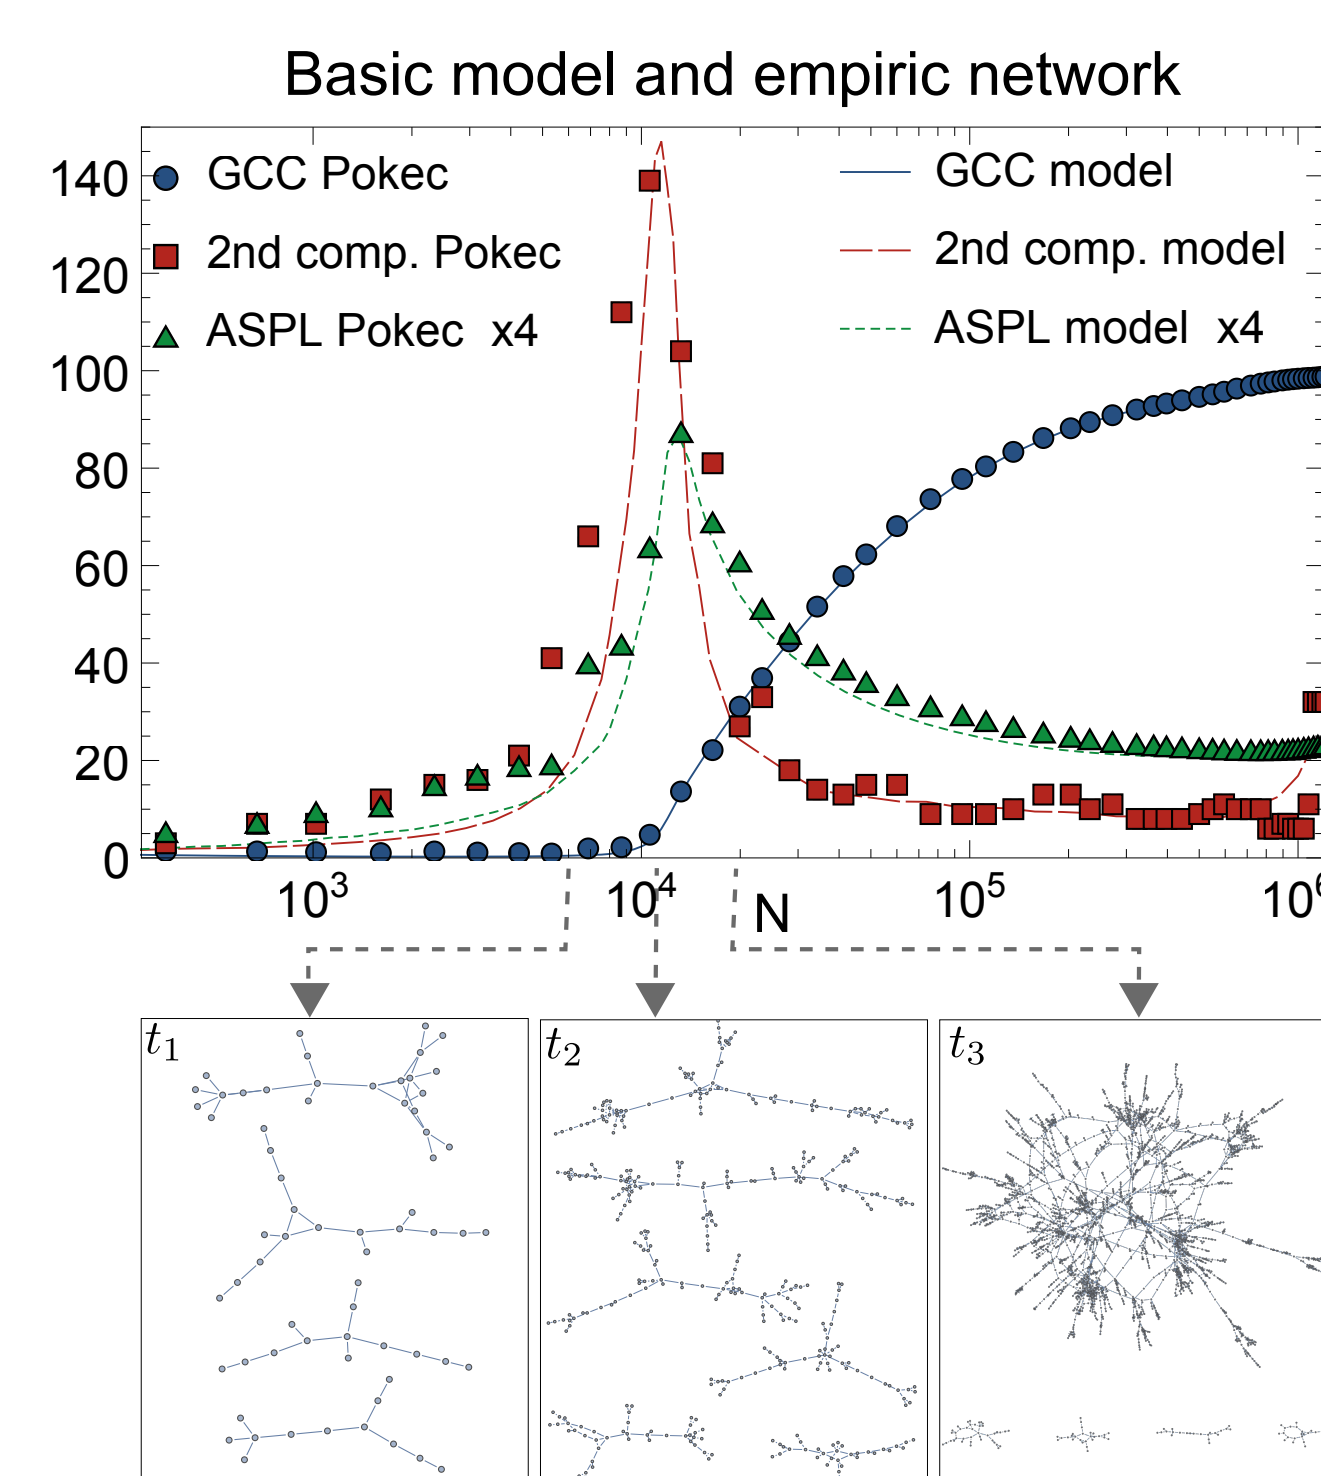 Basic model and empiric network
140
120
100
80
60
40
20
0
GCC Pokec
2nd comp. Pokec
ASPL Pokec x4
GCC model
2nd comp. model
ASPL model x4
10³ 10⁴ 10⁵ 10⁶
N
t₁ t₂ t₃